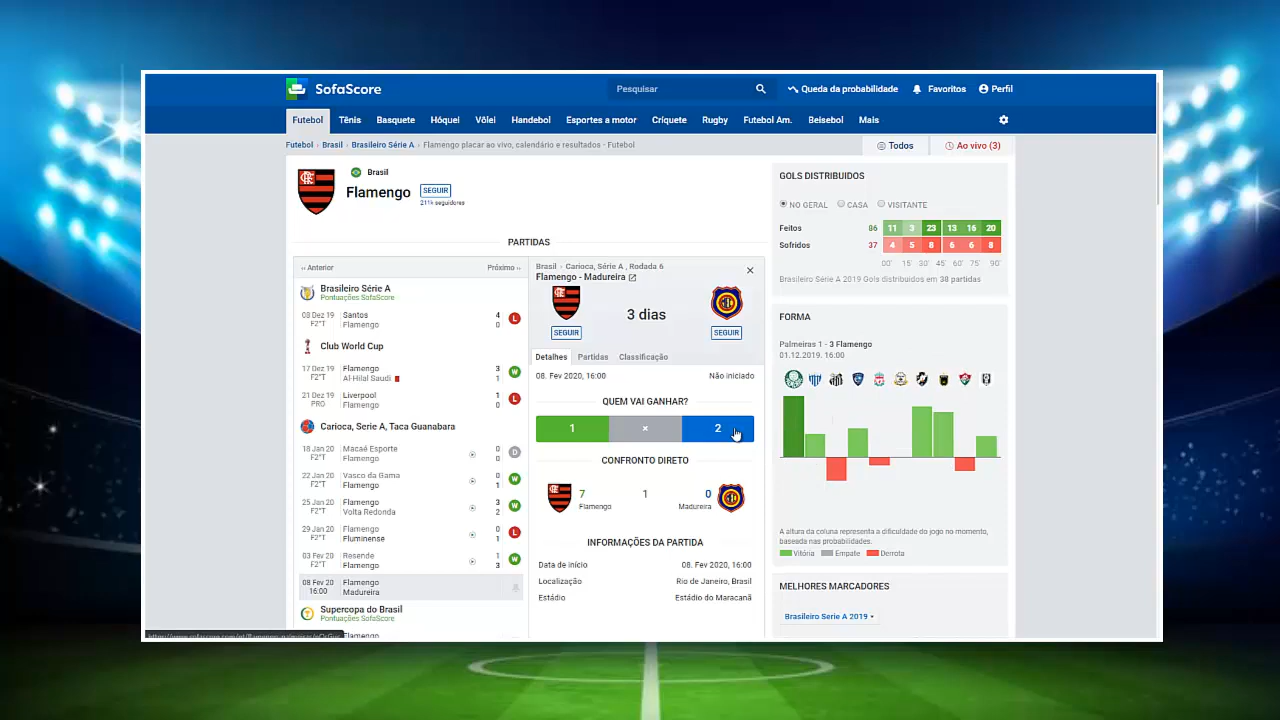 SofaScore
Pesquisar
Queda da probabilidade
Favoritos
Perfil
Futebol
Tênis
Basquete
Hóquei
Vôlei
Handebol
Esportes a motor
Críquete
Rugby
Futebol Am.
Beisebol
Mais
Futebol › Brasil › Brasileiro Série A › Flamengo placar ao vivo, calendário e resultados - Futebol
Todos
Ao vivo (3)
Brasil
Flamengo
SEGUIR
211k seguidores
PARTIDAS
‹‹ Anterior
Próximo ››
Brasileiro Série A
Pontuações SofaScore
08 Dez 19 Santos 4
F2°T Flamengo 0
L
Club World Cup
17 Dez 19 Flamengo 3
F2°T Al-Hilal Saudi 1
W
21 Dez 19 Liverpool 1
PRO Flamengo 0
L
Carioca, Serie A, Taca Guanabara
18 Jan 20 Macaé Esporte 0
F2°T Flamengo 0
D
22 Jan 20 Vasco da Gama 0
F2°T Flamengo 1
W
25 Jan 20 Flamengo 3
F2°T Volta Redonda 2
W
29 Jan 20 Flamengo 0
F2°T Fluminense 1
L
03 Fev 20 Resende 1
F2°T Flamengo 3
W
08 Fev 20 Flamengo
16:00 Madureira
Supercopa do Brasil
Pontuações SofaScore
Flamengo
Brasil › Carioca, Série A , Rodada 6
Flamengo - Madureira
3 dias
SEGUIR
SEGUIR
Detalhes
Partidas
Classificação
08. Fev 2020, 16:00
Não iniciado
QUEM VAI GANHAR?
1 × 2
CONFRONTO DIRETO
7 1 0
Flamengo
Madureira
INFORMAÇÕES DA PARTIDA
Data de início 08. Fev 2020, 16:00
Localização Rio de Janeiro, Brasil
Estádio Estádio do Maracanã
GOLS DISTRIBUIDOS
NO GERAL CASA VISITANTE
Feitos 86 11 3 23 13 16 20
Sofridos 37 4 5 8 6 6 8
00' 15' 30' 45' 60' 75' 90'
Brasileiro Série A 2019 Gols distribuidos em 38 partidas
FORMA
Palmeiras 1 - 3 Flamengo
01.12.2019. 16:00
A altura da coluna representa a dificuldade do jogo no momento,
baseada nas probabilidades.
Vitória Empate Derrota
MELHORES MARCADORES
Brasileiro Serie A 2019